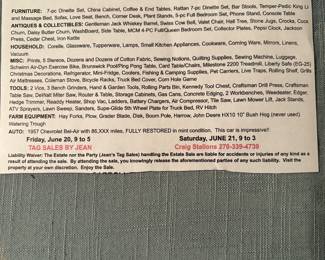 FURNITURE: 7-pc Dinette Set, China Cabinet, Coffee & End Tables, Rattan 7-pc Dinette Set, Bar Stools, Temper-Pedic King
and Massage Bed, Sofas, Love Seat, Bench, Corner Desk, Plant Stands, 9-pc Full Bedroom Set, Phone Stand, Console Table
ANTIQUES & COLLECTIBLES: Gentleman Jack Whiskey Barrel, Swiss Cow Bell, Valet Chair, Hall Tree, Stone Jugs, Crocks, Coca
Churn, Daisy Butter Churn, WashBoard, Side Table, MCM 4-PC Full/Queen Bedroom Set, Collector Plates, Pepsi Clock, Jackson
Press, Cedar Chest, Iron Kettle
HOUSEHOLD: Corelle, Glassware, Tupperware, Lamps, Small Kitchen Appliances, Cookware, Corning Ware, Mirrors, Linens,
Vacuum
MISC: Pride, 5 Stereos, Dozens and Dozens of Cotton Fabric, Sewing Notions, Quilting Supplies, Sewing Machine, Luggage,
Schwinn Air-Dyn Exercise Bike, Brunswick Pool/Ping Pong Table, Card Table/Chairs, Milestone 2200 Treadmill, Liberty Safe (EG-25)
Christmas Decorations, Refrigerator, Mini-Fridge, Coolers, Fishing & Camping Supplies, Pet Carriers, Live Traps, Rolling Shelf, Grills
Air Mattresses, Coleman Stove, Bicycle Racks, Truck Bed Cover, Corn Hole Game
TOOLS: 2 Vices, 3 Bench Grinders, Hand & Garden Tools, Rolling Parts Bin, Kennedy Tool Chest, Craftsman Drill Press, Craftsman
Table Saw, DeWalt Miter Saw, Router & Table, Storage Cabinets, Gas Cans, Concrete Edging, 2 Workbenches, Weedeater, Edger,
Hedge Trimmer, Ready Heater, Shop Vac, Ladders, Battery Chargers, Air Compressor, Tile Saw, Lawn Mower Lift, Jack Stands,
ATV Sprayers, Lawn Sweep, Sanders, Supe-Glide 5th Wheel Plate for Truck Bed, RV Hitch
FARM EQUIPMENT: Hay Forks, Plow, Grader Blade, Disk, Boom Pole, Harrow, John Deere HX10 10" Bush Hog (never used)
Watering Trough
AUTO: 1957 Chevrolet Bel-Air with 86,XXX miles, FULLY RESTORED in mint condition. This car is impressive!!
Friday, June 20, 9 to 5 Saturday, JUNE 21, 9 to 3
TAG SALES BY JEAN Craig Stallons 270-339-4738
Liability Waiver: The Estate nor the Party (Jean's Tag Sales) handling the Estate Sale are liable for accidents or injuries of any kind as a
result of attending the sale. By attending the sale, you knowingly release the aforementioned parties of any such liability. Visit the
property at your own discretion. Enjoy the Sale.